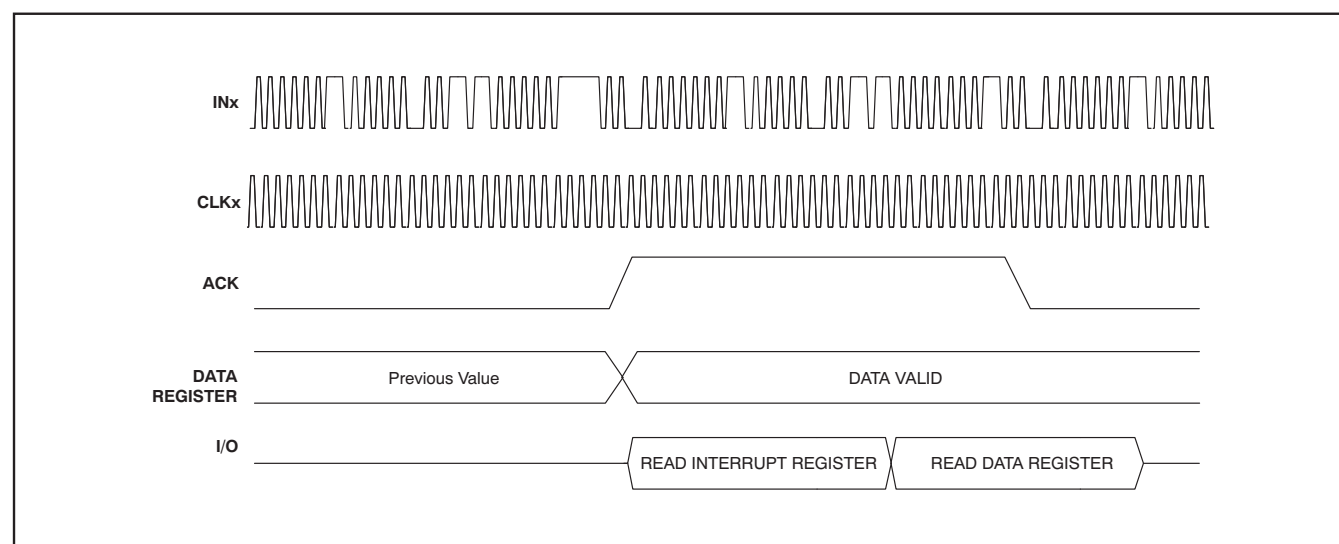 INx
CLKx
ACK
DATA
REGISTER
Previous Value
DATA VALID
I/O
READ INTERRUPT REGISTER
READ DATA REGISTER